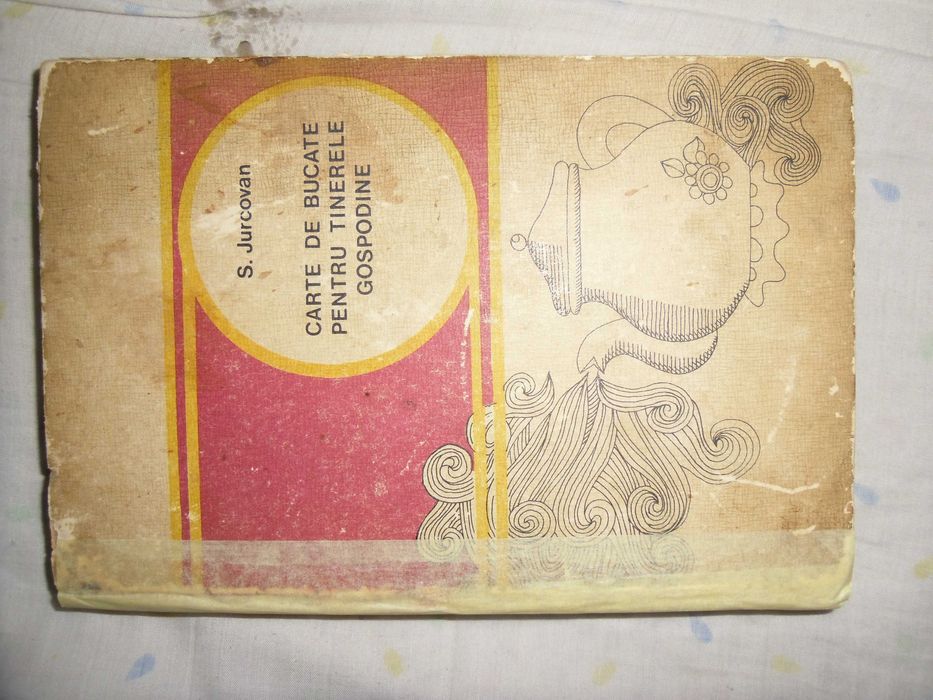 S. Jurcovan
CARTE DE BUCATE
PENTRU TINERELE
GOSPODINE